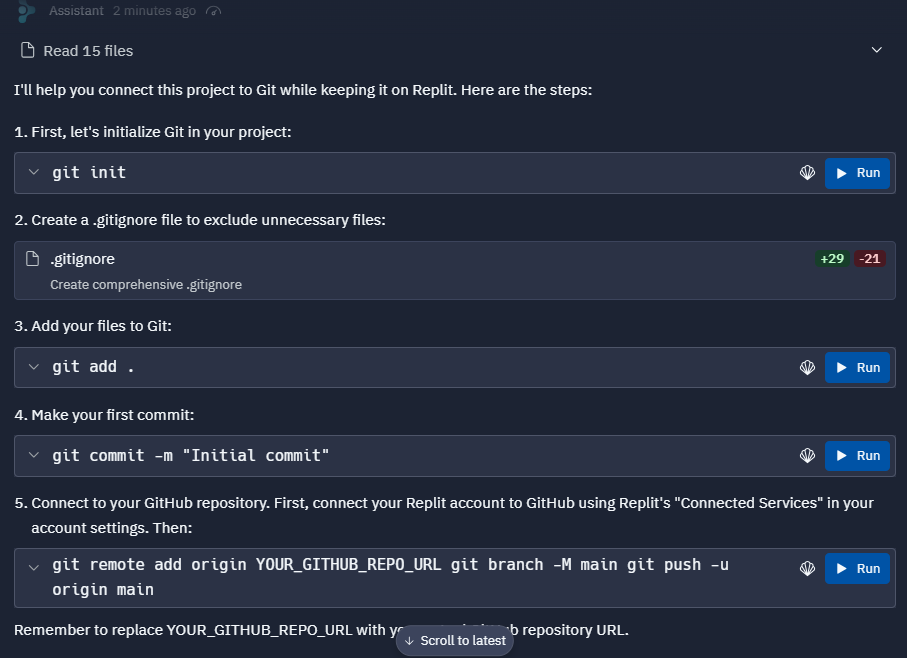 Assistant 2 minutes ago
Read 15 files
I'll help you connect this project to Git while keeping it on Replit. Here are the steps:
1. First, let's initialize Git in your project:
git init Run
2. Create a .gitignore file to exclude unnecessary files:
.gitignore +29 -21
Create comprehensive .gitignore
3. Add your files to Git:
git add . Run
4. Make your first commit:
git commit -m "Initial commit" Run
5. Connect to your GitHub repository. First, connect your Replit account to GitHub using Replit's "Connected Services" in your
account settings. Then:
git remote add origin YOUR_GITHUB_REPO_URL git branch -M main git push -u Run
origin main
Remember to replace YOUR_GITHUB_REPO_URL with repository URL.
Scroll to latest